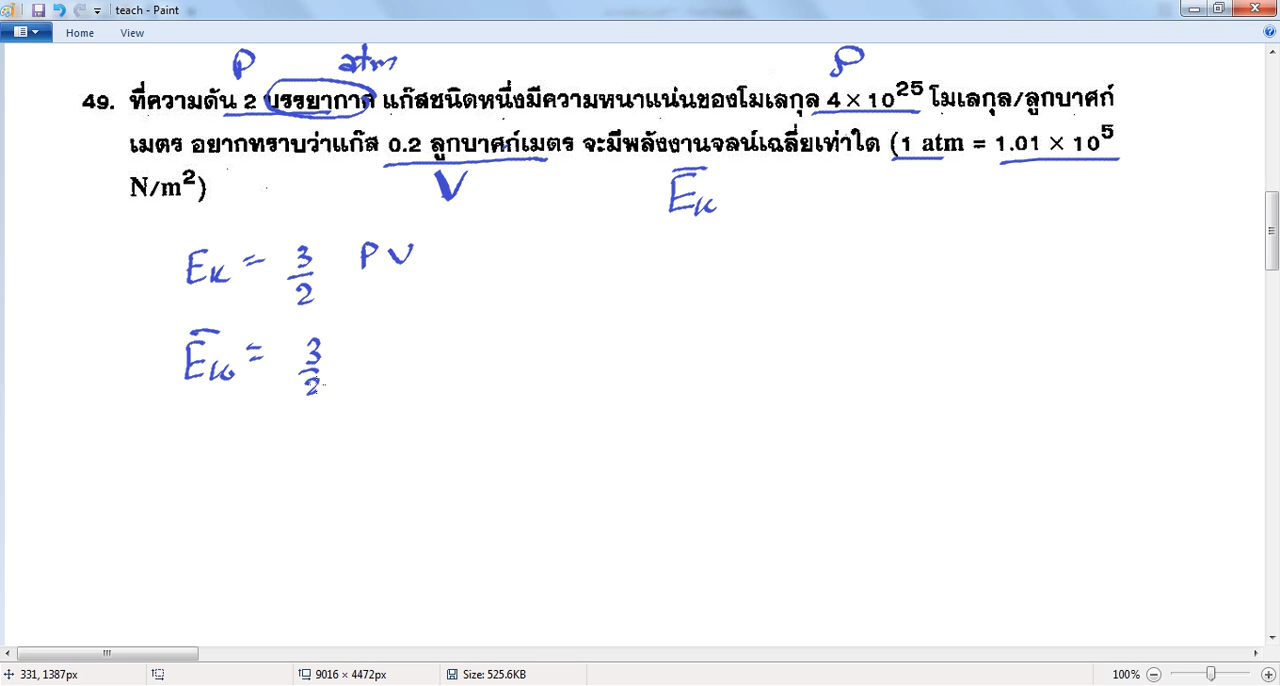 teach - Paint
Home View
P atm ρ
49. ที่ความดัน 2 บรรยากาศ แก๊สชนิดหนึ่งมีความหนาแน่นของโมเลกุล 4 × 10^25 โมเลกุล/ลูกบาศก์
เมตร อยากทราบว่าแก๊ส 0.2 ลูกบาศก์เมตร จะมีพลังงานจลน์เฉลี่ยเท่าใด (1 atm = 1.01 × 10^5
N/m²)
V Ēk
Ek = 3/2 PV
Ēk = 3/2
331, 1387px 9016 × 4472px Size: 525.6KB 100%